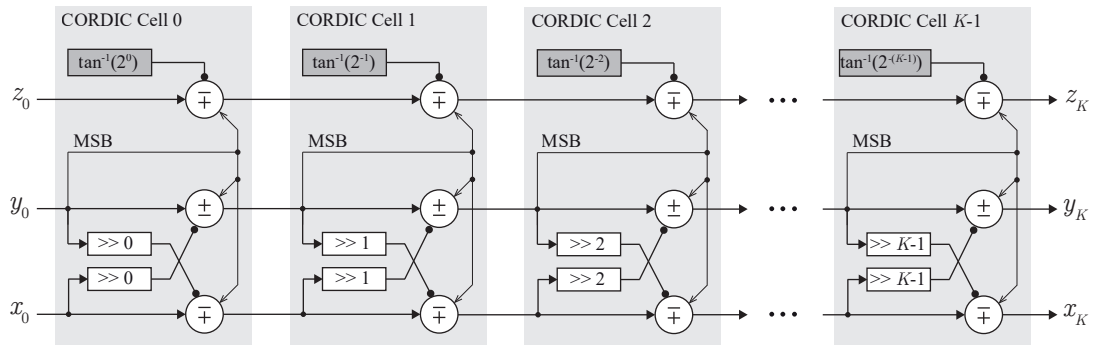 CORDIC Cell 0 CORDIC Cell 1 CORDIC Cell 2 CORDIC Cell K-1
tan⁻¹(2⁰) tan⁻¹(2⁻¹) tan⁻¹(2⁻²) tan⁻¹(2⁻⁽ᴷ⁻¹⁾)
z₀ ∓ ∓ ∓ ••• ∓ z_K
MSB MSB MSB MSB
y₀ ± ± ± ••• ± y_K
>> 0 >> 1 >> 2 >> K-1
>> 0 >> 1 >> 2 >> K-1
x₀ ∓ ∓ ∓ ••• ∓ x_K